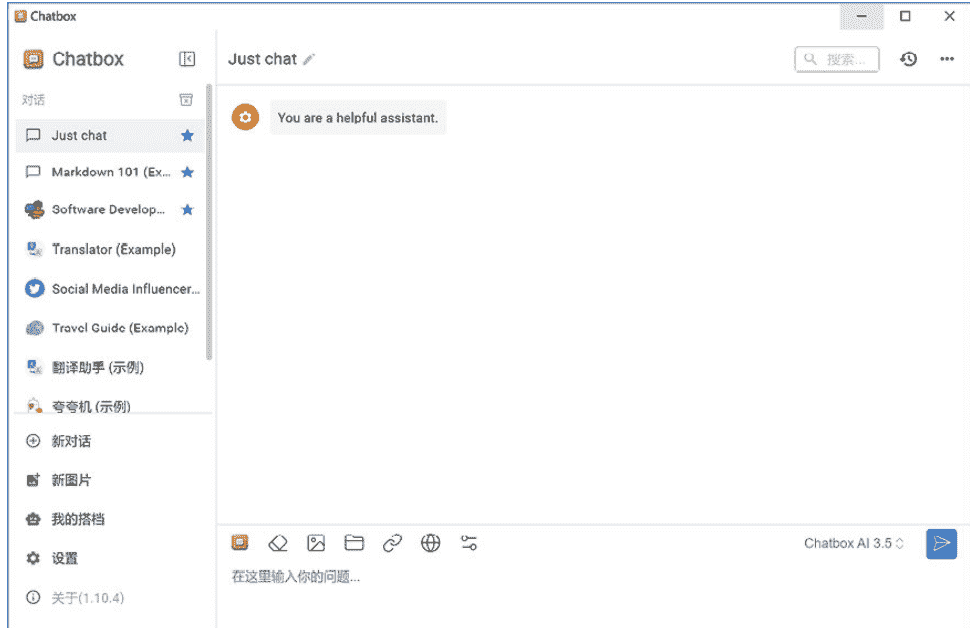 Chatbox
Chatbox
Just chat
搜索...
对话
You are a helpful assistant.
Just chat
Markdown 101 (Ex...
Software Develop...
Translator (Example)
Social Media Influencer...
Travel Guide (Example)
翻译助手 (示例)
夸夸机 (示例)
新对话
新图片
我的搭档
设置
关于(1.10.4)
Chatbox AI 3.5
在这里输入你的问题...